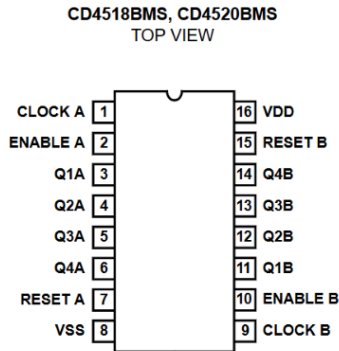 CD4518BMS, CD4520BMS
TOP VIEW
CLOCK A 1 16 VDD
ENABLE A 2 15 RESET B
Q1A 3 14 Q4B
Q2A 4 13 Q3B
Q3A 5 12 Q2B
Q4A 6 11 Q1B
RESET A 7 10 ENABLE B
VSS 8 9 CLOCK B